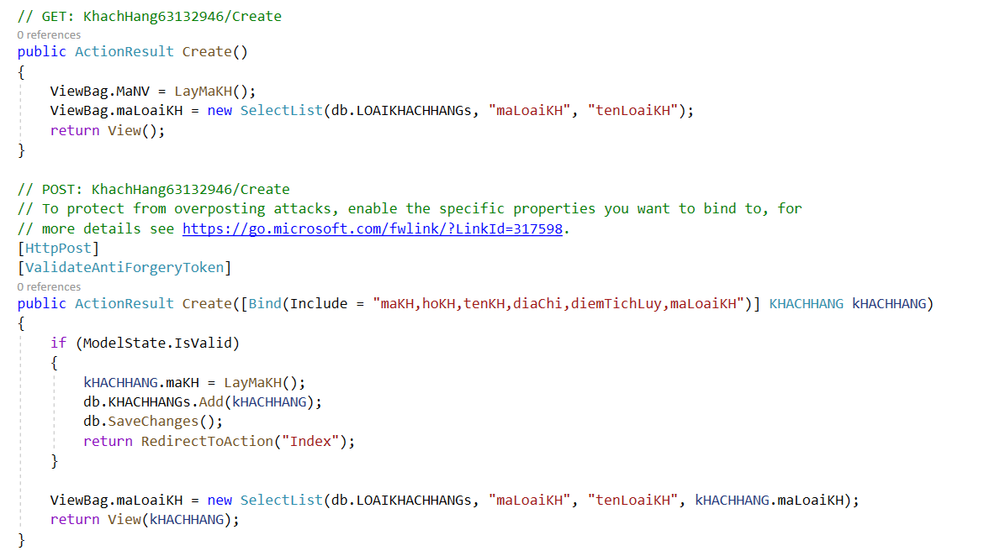 // GET: KhachHang63132946/Create
0 references
public ActionResult Create()
{
ViewBag.MaNV = LayMaKH();
ViewBag.maLoaiKH = new SelectList(db.LOAIKHACHHANGs, "maLoaiKH", "tenLoaiKH");
return View();
}
// POST: KhachHang63132946/Create
// To protect from overposting attacks, enable the specific properties you want to bind to, for
// more details see https://go.microsoft.com/fwlink/?LinkId=317598.
[HttpPost]
[ValidateAntiForgeryToken]
0 references
public ActionResult Create([Bind(Include = "maKH,hoKH,tenKH,diaChi,diemTichLuy,maLoaiKH")] KHACHHANG kHACHHANG)
{
if (ModelState.IsValid)
{
kHACHHANG.maKH = LayMaKH();
db.KHACHHANGs.Add(kHACHHANG);
db.SaveChanges();
return RedirectToAction("Index");
}
ViewBag.maLoaiKH = new SelectList(db.LOAIKHACHHANGs, "maLoaiKH", "tenLoaiKH", kHACHHANG.maLoaiKH);
return View(kHACHHANG);
}